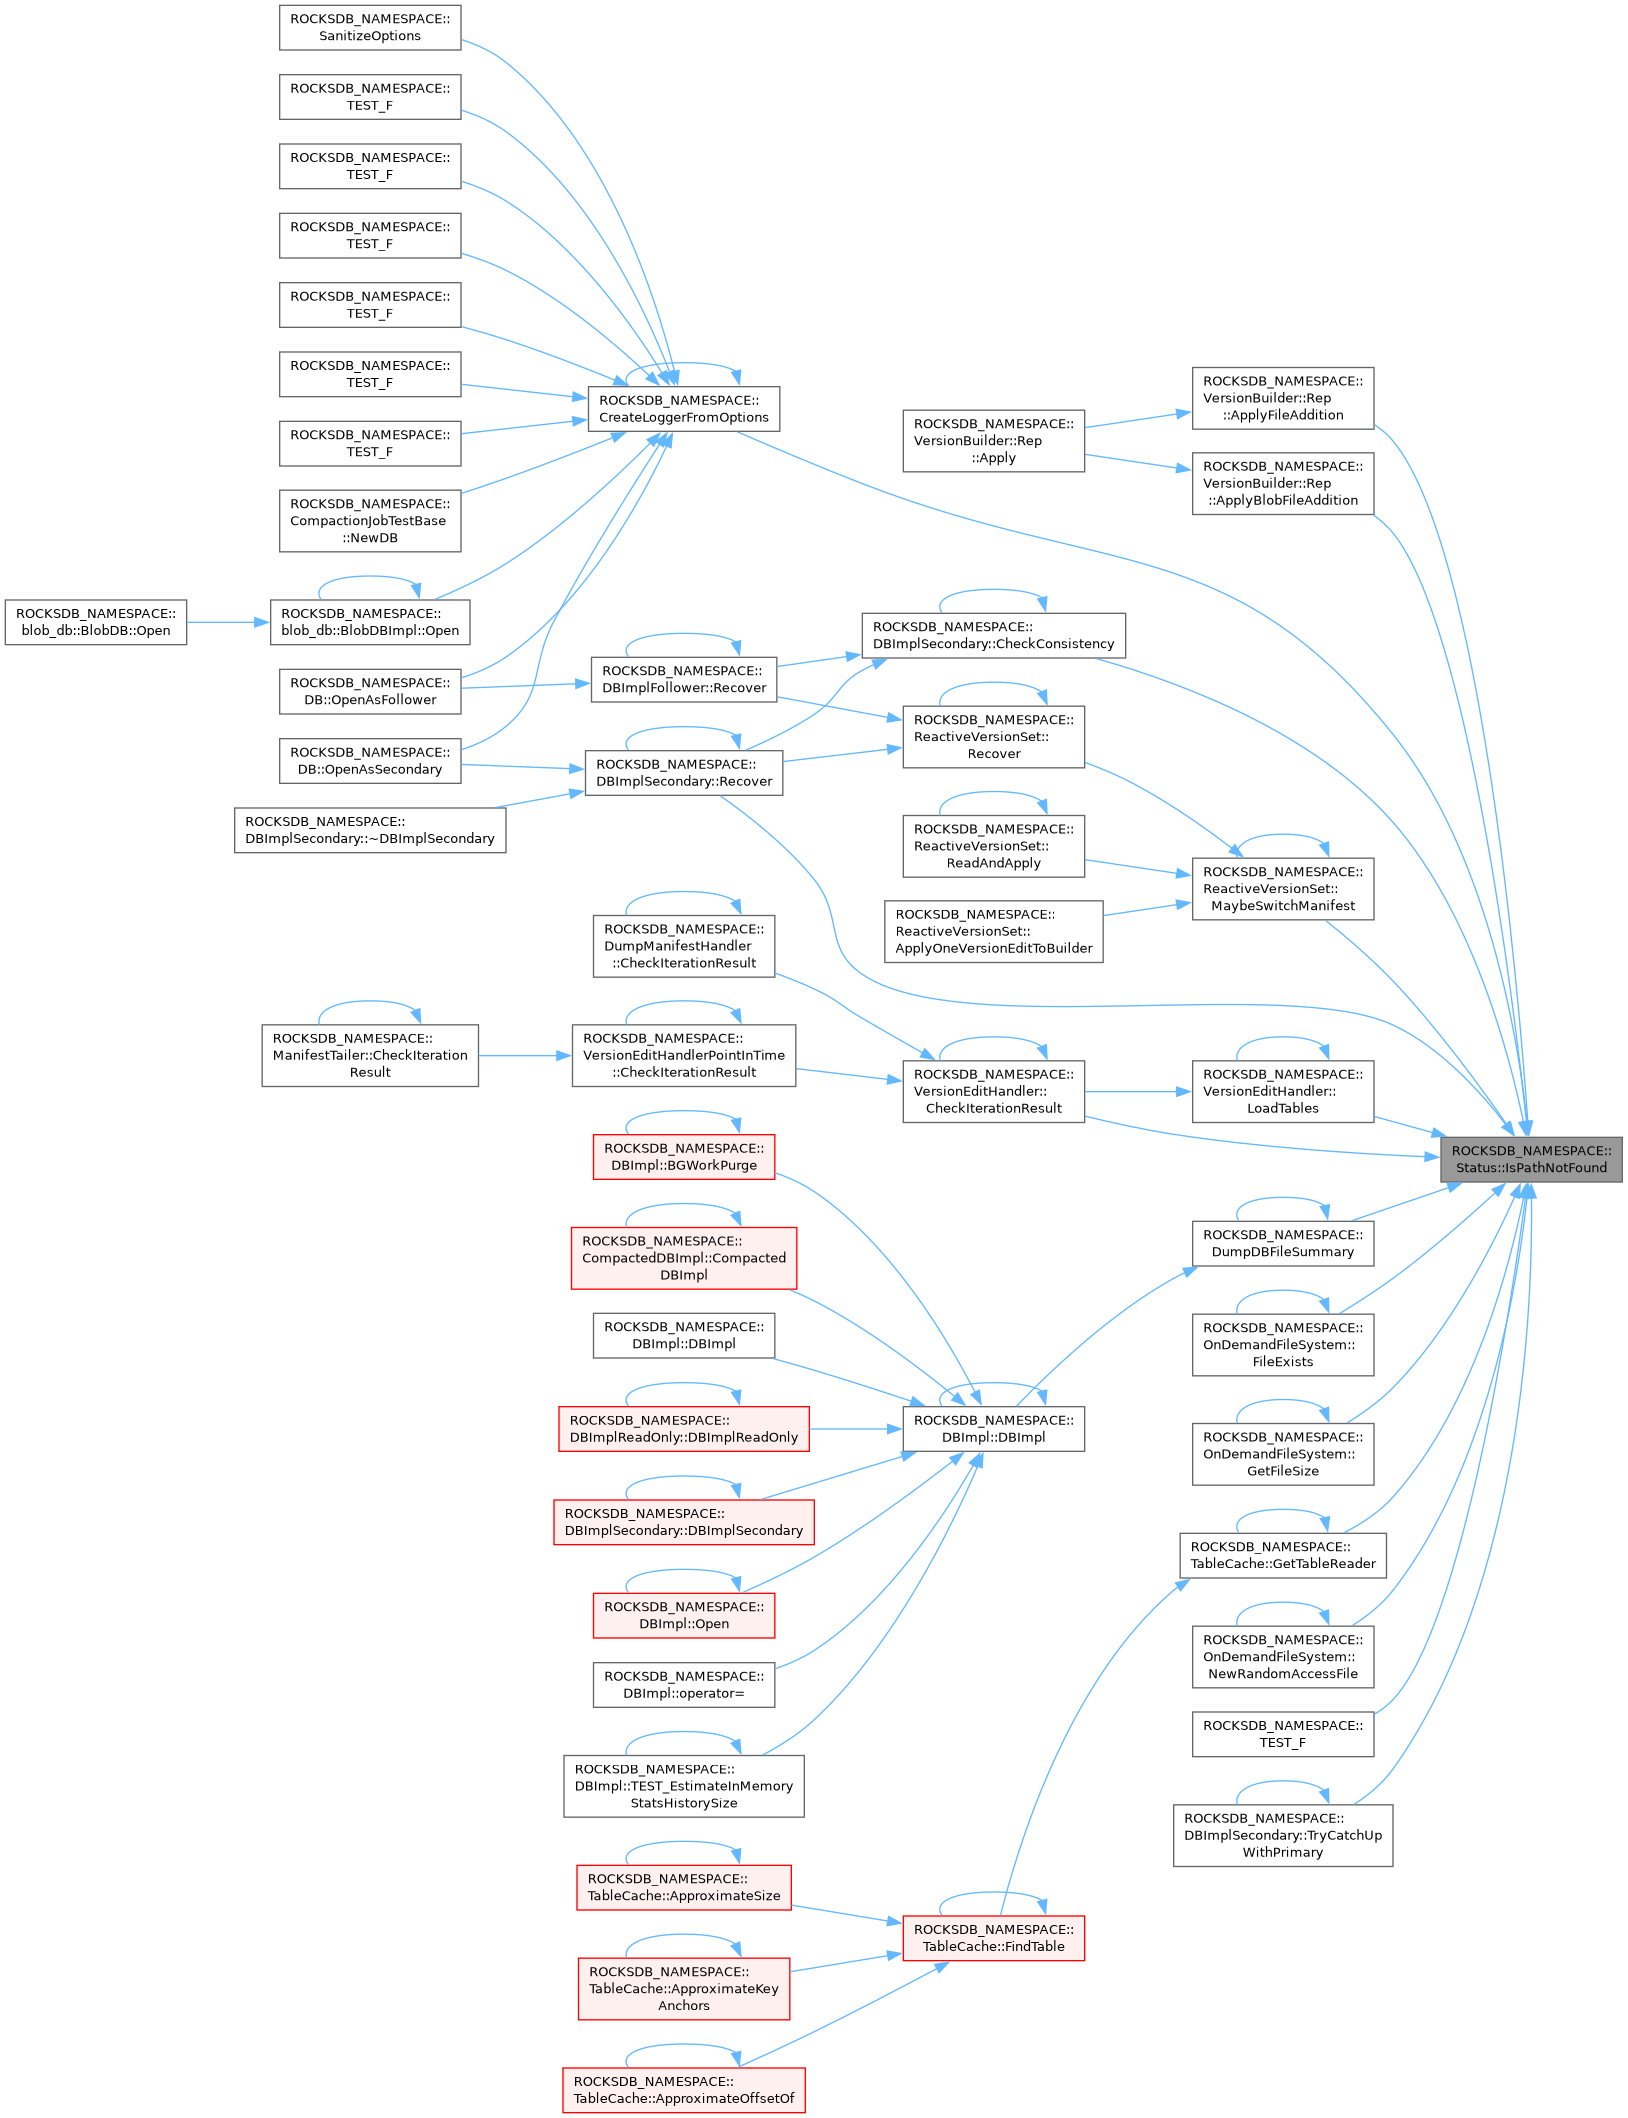 ROCKSDB_NAMESPACE::
SanitizeOptions
ROCKSDB_NAMESPACE::
TEST_F
ROCKSDB_NAMESPACE::
TEST_F
ROCKSDB_NAMESPACE::
TEST_F
ROCKSDB_NAMESPACE::
TEST_F
ROCKSDB_NAMESPACE::
TEST_F
ROCKSDB_NAMESPACE::
TEST_F
ROCKSDB_NAMESPACE::
CompactionJobTestBase
::NewDB
ROCKSDB_NAMESPACE::
blob_db::BlobDB::Open
ROCKSDB_NAMESPACE::
blob_db::BlobDBImpl::Open
ROCKSDB_NAMESPACE::
DB::OpenAsFollower
ROCKSDB_NAMESPACE::
DB::OpenAsSecondary
ROCKSDB_NAMESPACE::
DBImplSecondary::~DBImplSecondary
ROCKSDB_NAMESPACE::
ManifestTailer::CheckIteration
Result
ROCKSDB_NAMESPACE::
CreateLoggerFromOptions
ROCKSDB_NAMESPACE::
DBImplFollower::Recover
ROCKSDB_NAMESPACE::
DBImplSecondary::Recover
ROCKSDB_NAMESPACE::
DumpManifestHandler
::CheckIterationResult
ROCKSDB_NAMESPACE::
VersionEditHandlerPointInTime
::CheckIterationResult
ROCKSDB_NAMESPACE::
DBImpl::BGWorkPurge
ROCKSDB_NAMESPACE::
CompactedDBImpl::Compacted
DBImpl
ROCKSDB_NAMESPACE::
DBImpl::DBImpl
ROCKSDB_NAMESPACE::
DBImplReadOnly::DBImplReadOnly
ROCKSDB_NAMESPACE::
DBImplSecondary::DBImplSecondary
ROCKSDB_NAMESPACE::
DBImpl::Open
ROCKSDB_NAMESPACE::
DBImpl::operator=
ROCKSDB_NAMESPACE::
DBImpl::TEST_EstimateInMemory
StatsHistorySize
ROCKSDB_NAMESPACE::
TableCache::ApproximateSize
ROCKSDB_NAMESPACE::
TableCache::ApproximateKey
Anchors
ROCKSDB_NAMESPACE::
TableCache::ApproximateOffsetOf
ROCKSDB_NAMESPACE::
VersionBuilder::Rep
::Apply
ROCKSDB_NAMESPACE::
DBImplSecondary::CheckConsistency
ROCKSDB_NAMESPACE::
ReactiveVersionSet::
Recover
ROCKSDB_NAMESPACE::
ReactiveVersionSet::
ReadAndApply
ROCKSDB_NAMESPACE::
ReactiveVersionSet::
ApplyOneVersionEditToBuilder
ROCKSDB_NAMESPACE::
VersionEditHandler::
CheckIterationResult
ROCKSDB_NAMESPACE::
DBImpl::DBImpl
ROCKSDB_NAMESPACE::
TableCache::FindTable
ROCKSDB_NAMESPACE::
VersionBuilder::Rep
::ApplyFileAddition
ROCKSDB_NAMESPACE::
VersionBuilder::Rep
::ApplyBlobFileAddition
ROCKSDB_NAMESPACE::
ReactiveVersionSet::
MaybeSwitchManifest
ROCKSDB_NAMESPACE::
VersionEditHandler::
LoadTables
ROCKSDB_NAMESPACE::
DumpDBFileSummary
ROCKSDB_NAMESPACE::
OnDemandFileSystem::
FileExists
ROCKSDB_NAMESPACE::
OnDemandFileSystem::
GetFileSize
ROCKSDB_NAMESPACE::
TableCache::GetTableReader
ROCKSDB_NAMESPACE::
OnDemandFileSystem::
NewRandomAccessFile
ROCKSDB_NAMESPACE::
TEST_F
ROCKSDB_NAMESPACE::
DBImplSecondary::TryCatchUp
WithPrimary
ROCKSDB_NAMESPACE::
Status::IsPathNotFound